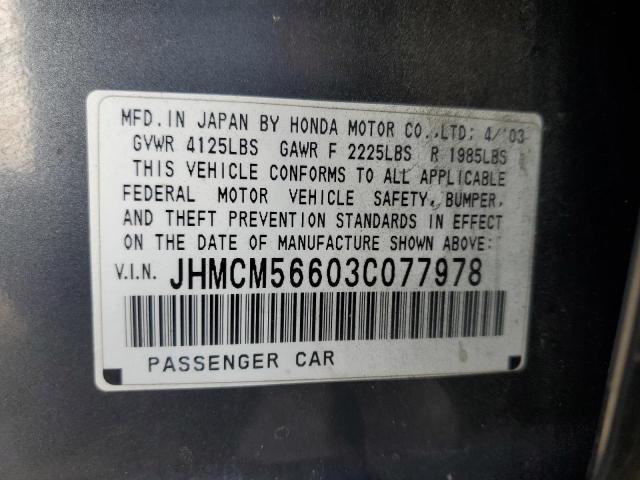 MFD. IN JAPAN BY HONDA MOTOR CO., LTD; 4/'03
GVWR 4125LBS GAWR F 2225LBS R 1985LBS
THIS VEHICLE CONFORMS TO ALL APPLICABLE
FEDERAL MOTOR VEHICLE SAFETY, BUMPER,
AND THEFT PREVENTION STANDARDS IN EFFECT
ON THE DATE OF MANUFACTURE SHOWN ABOVE:
V.I.N. JHMCM56603C077978
PASSENGER CAR